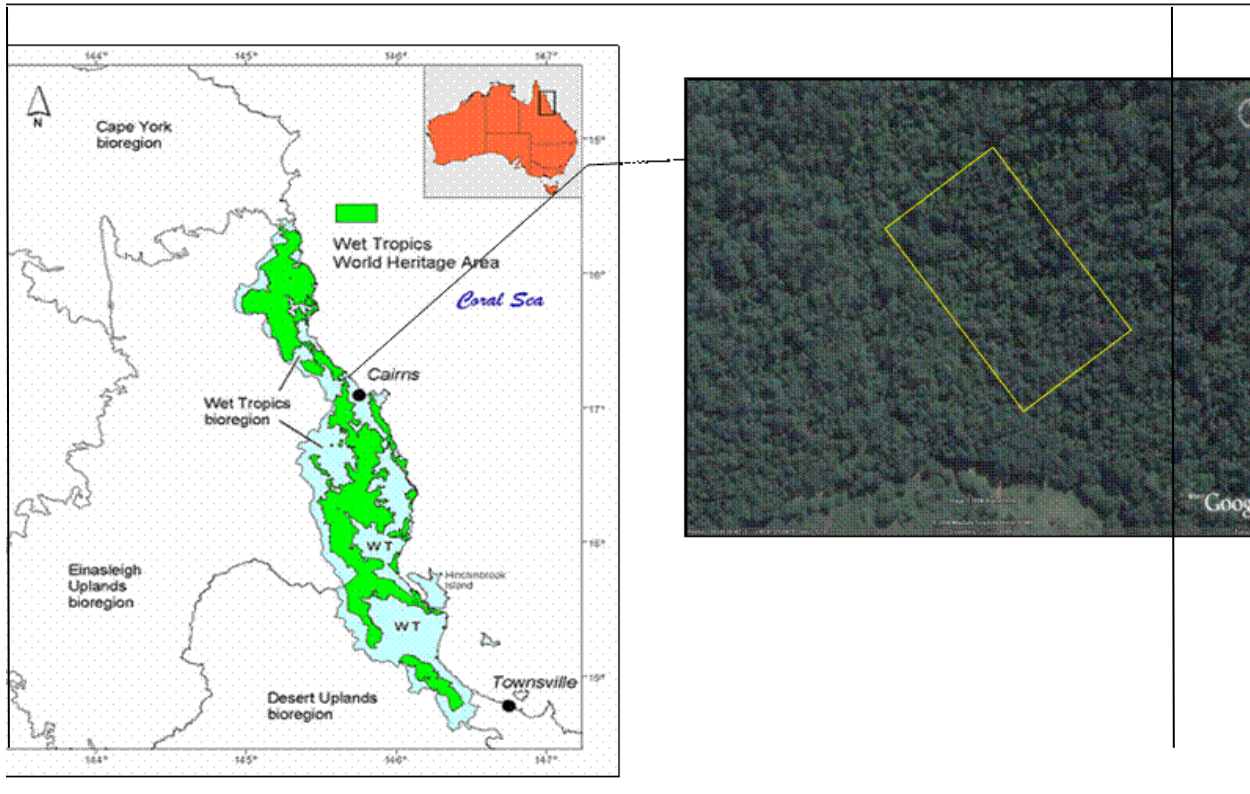 144°
145°
146°
147°
N
Cape York
bioregion
15°
Wet Tropics
World Heritage Area
16°
Coral Sea
Cairns
Wet Tropics
bioregion
17°
WT
18°
Hinchinbrook
Island
Einasleigh
Uplands
bioregion
WT
19°
Townsville
Desert Uplands
bioregion
144°
145°
146°
147°
Goog